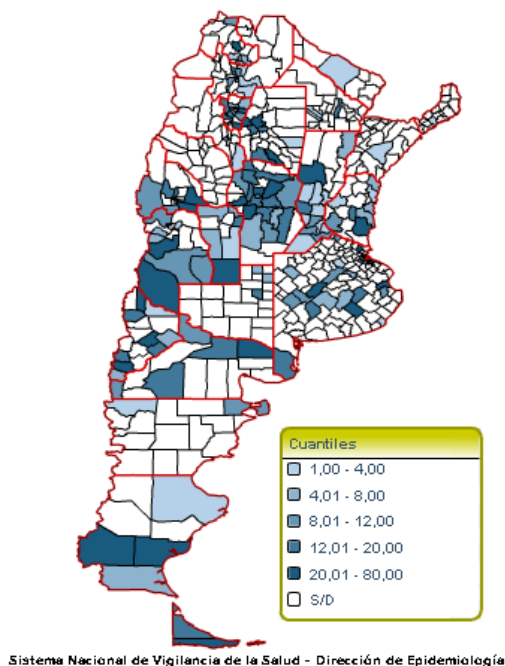 Cuantiles
1,00 - 4,00
4,01 - 8,00
8,01 - 12,00
12,01 - 20,00
20,01 - 80,00
S/D
Sistema Nacional de Vigilancia de la Salud - Dirección de Epidemiología